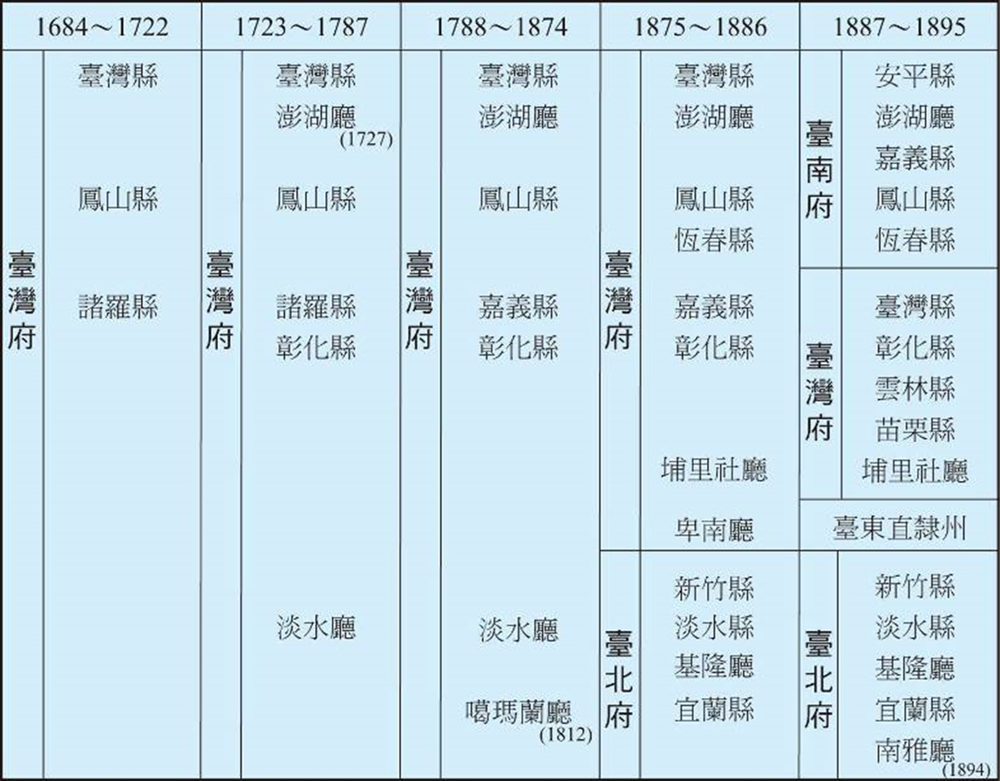 1684～1722
臺灣府
臺灣縣
鳳山縣
諸羅縣
1723～1787
臺灣府
臺灣縣
澎湖廳
(1727)
鳳山縣
諸羅縣
彰化縣
淡水廳
1788～1874
臺灣府
臺灣縣
澎湖廳
鳳山縣
嘉義縣
彰化縣
淡水廳
噶瑪蘭廳
(1812)
1875～1886
臺灣府
臺灣縣
澎湖廳
鳳山縣
恆春縣
嘉義縣
彰化縣
埔里社廳
卑南廳
臺北府
新竹縣
淡水縣
基隆廳
宜蘭縣
1887～1895
臺南府
安平縣
澎湖廳
嘉義縣
鳳山縣
恆春縣
臺灣府
臺灣縣
彰化縣
雲林縣
苗栗縣
埔里社廳
臺東直隸州
臺北府
新竹縣
淡水縣
基隆廳
宜蘭縣
南雅廳
(1894)